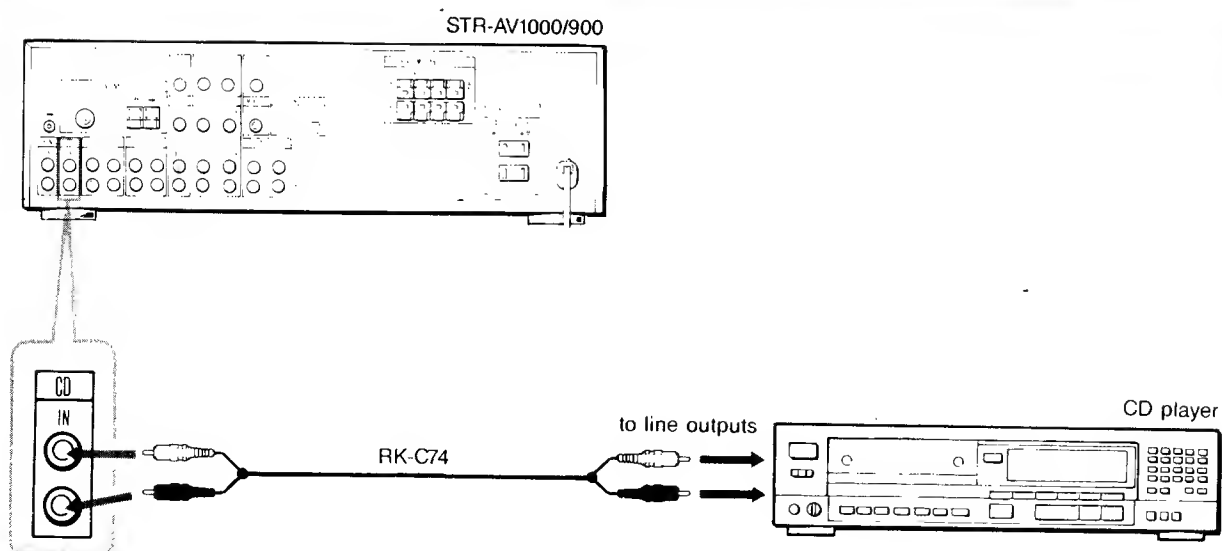 STR-AV1000/900
CD
IN
RK-C74
to line outputs
CD player